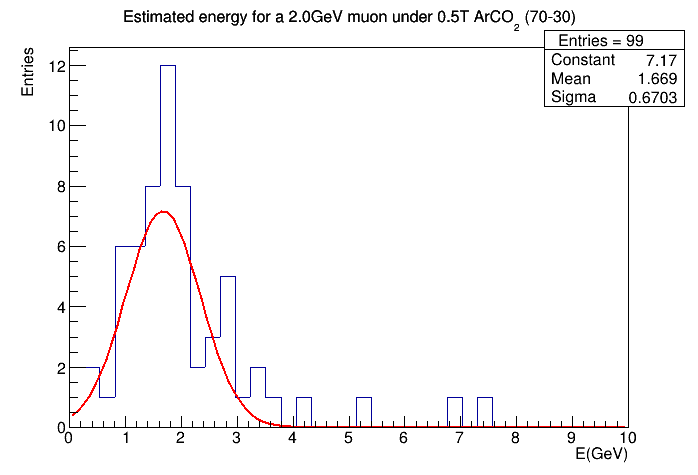 Estimated energy for a 2.0GeV muon under 0.5T ArCO2 (70-30)
Entries = 99
Constant 7.17
Mean 1.669
Sigma 0.6703
Entries
12
10
8
6
4
2
0
0 1 2 3 4 5 6 7 8 9 10
E(GeV)